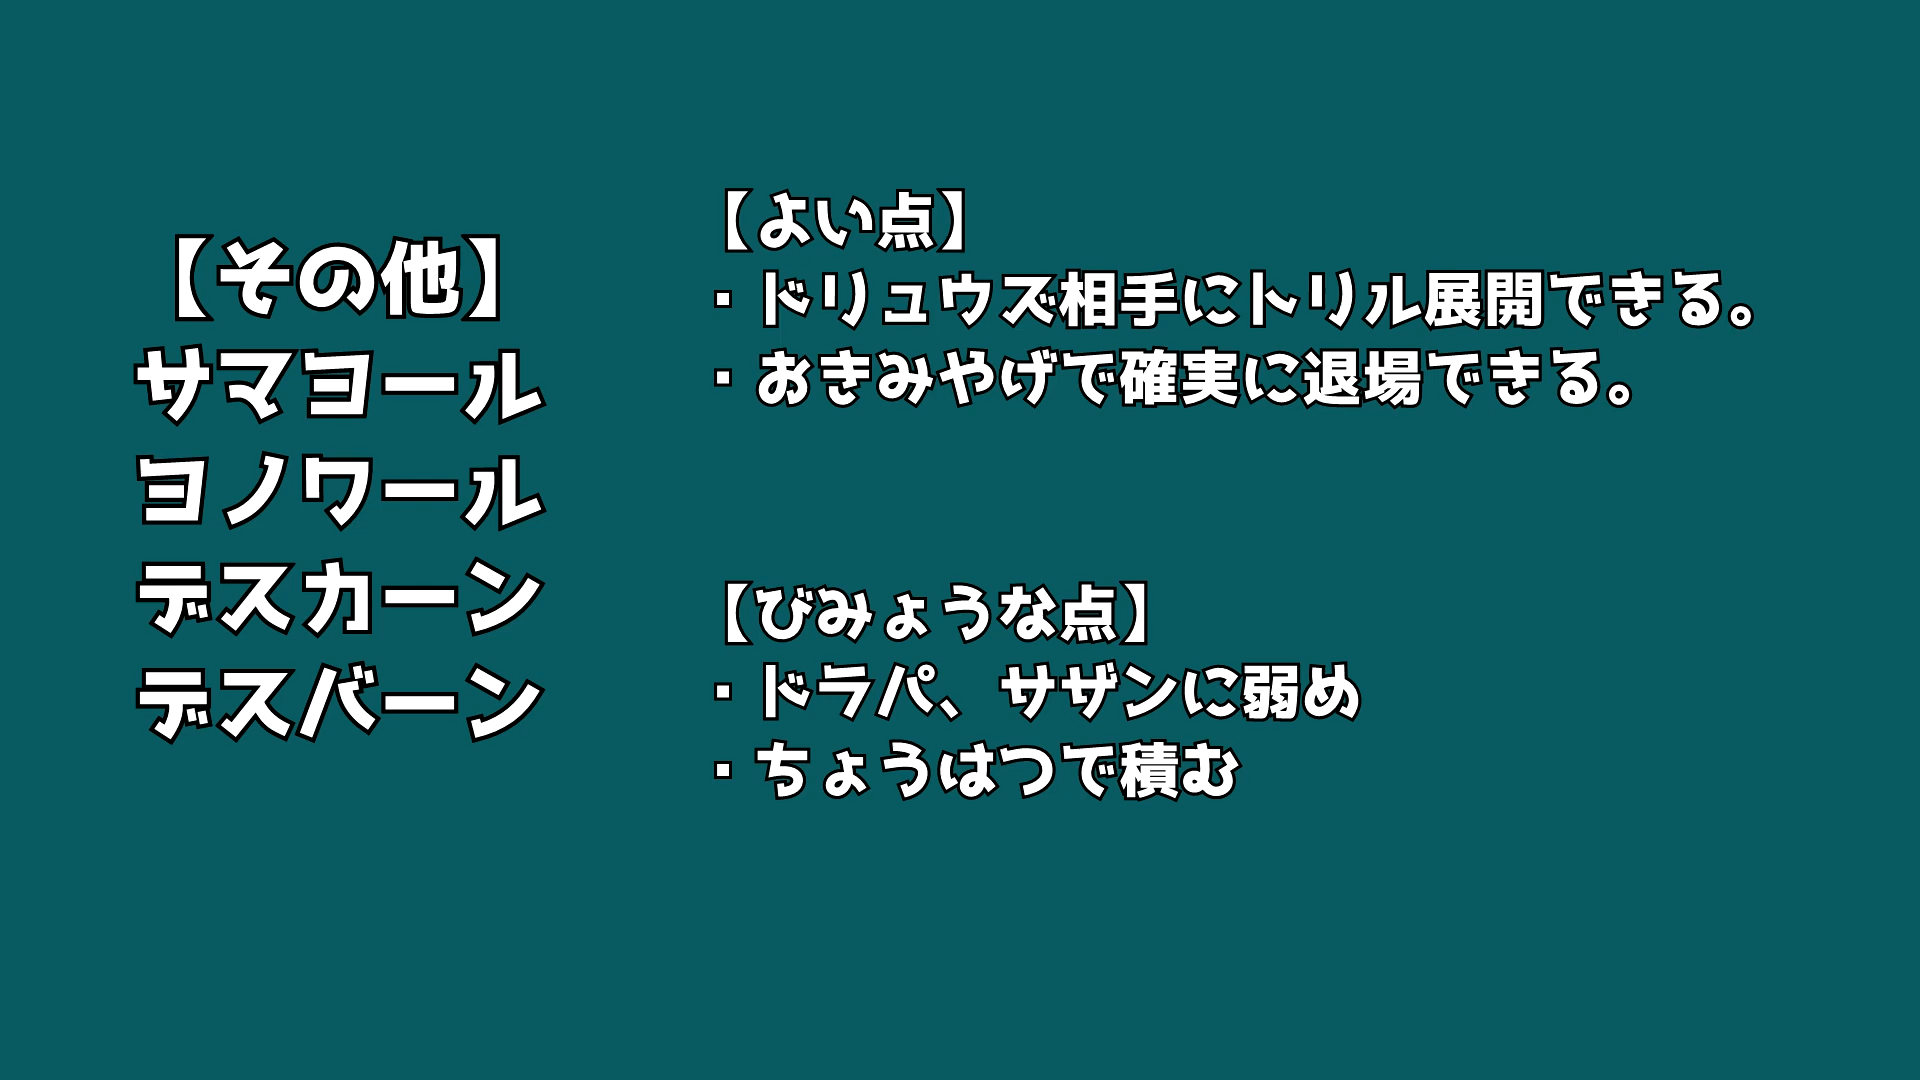 【その他】
サマヨール
ヨノワール
デスカーン
デスバーン
【よい点】
・ドリュウズ相手にトリル展開できる。
・おきみやげで確実に退場できる。
【びみょうな点】
・ドラパ、サザンに弱め
・ちょうはつで積む